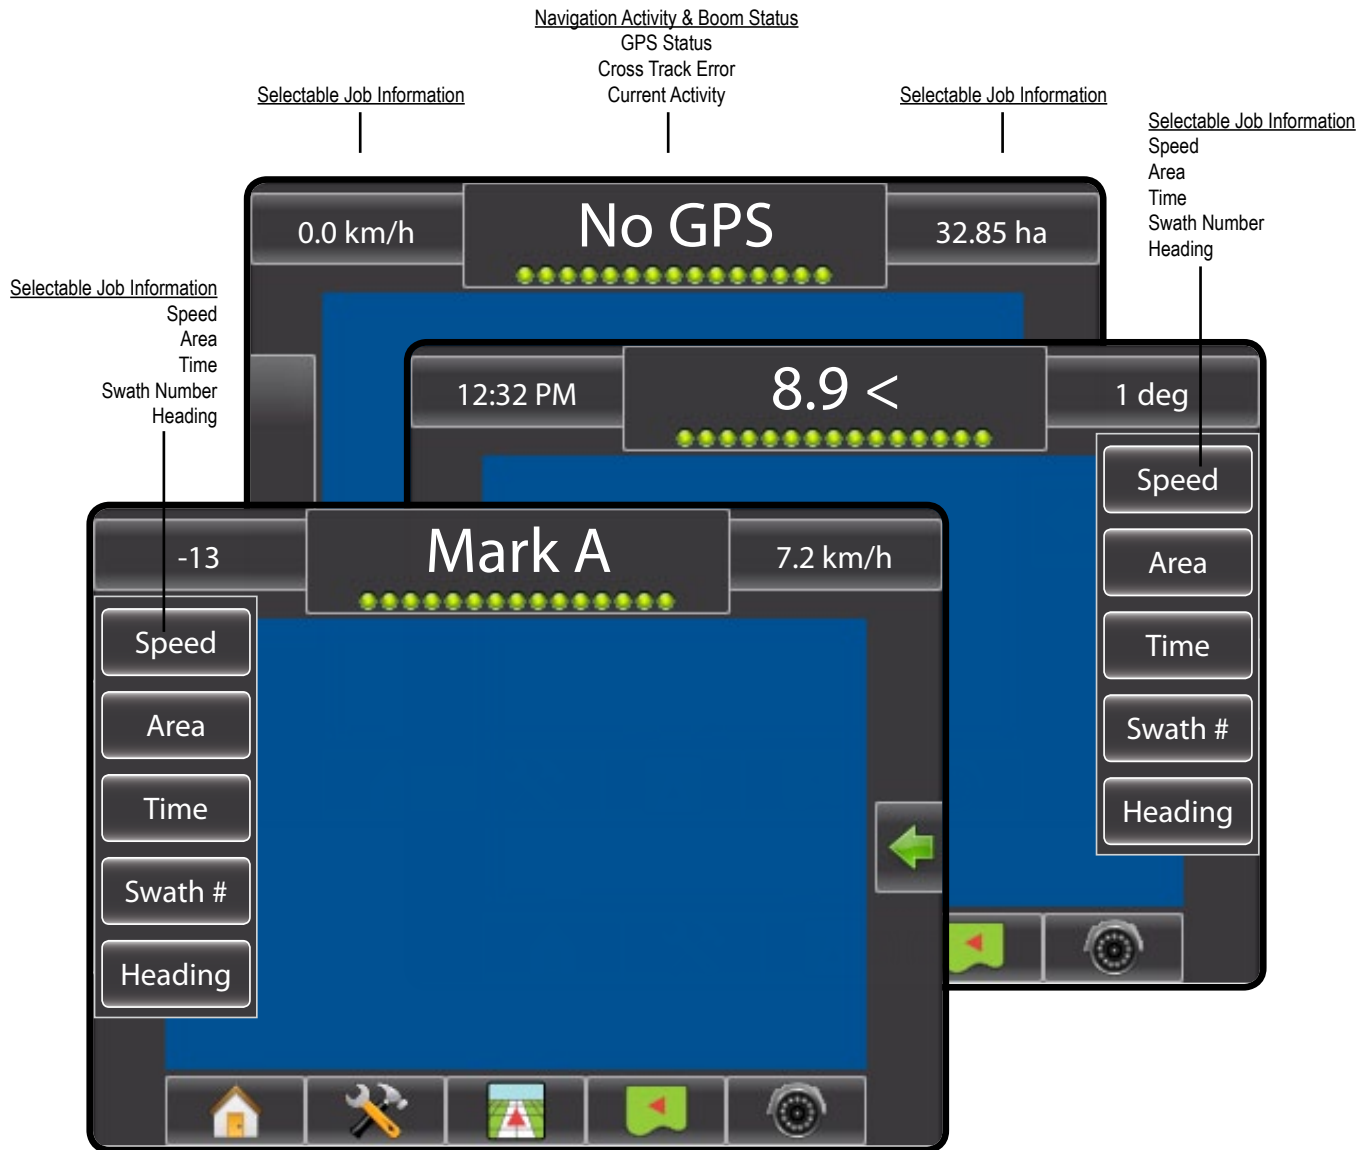 Navigation Activity & Boom Status
GPS Status
Cross Track Error
Current Activity
Selectable Job Information
Selectable Job Information
Selectable Job Information
Speed
Area
Time
Swath Number
Heading
Selectable Job Information
Speed
Area
Time
Swath Number
Heading
0.0 km/h
No GPS
32.85 ha
12:32 PM
8.9 <
1 deg
Speed
Area
Time
Swath #
Heading
-13
Mark A
7.2 km/h
Speed
Area
Time
Swath #
Heading